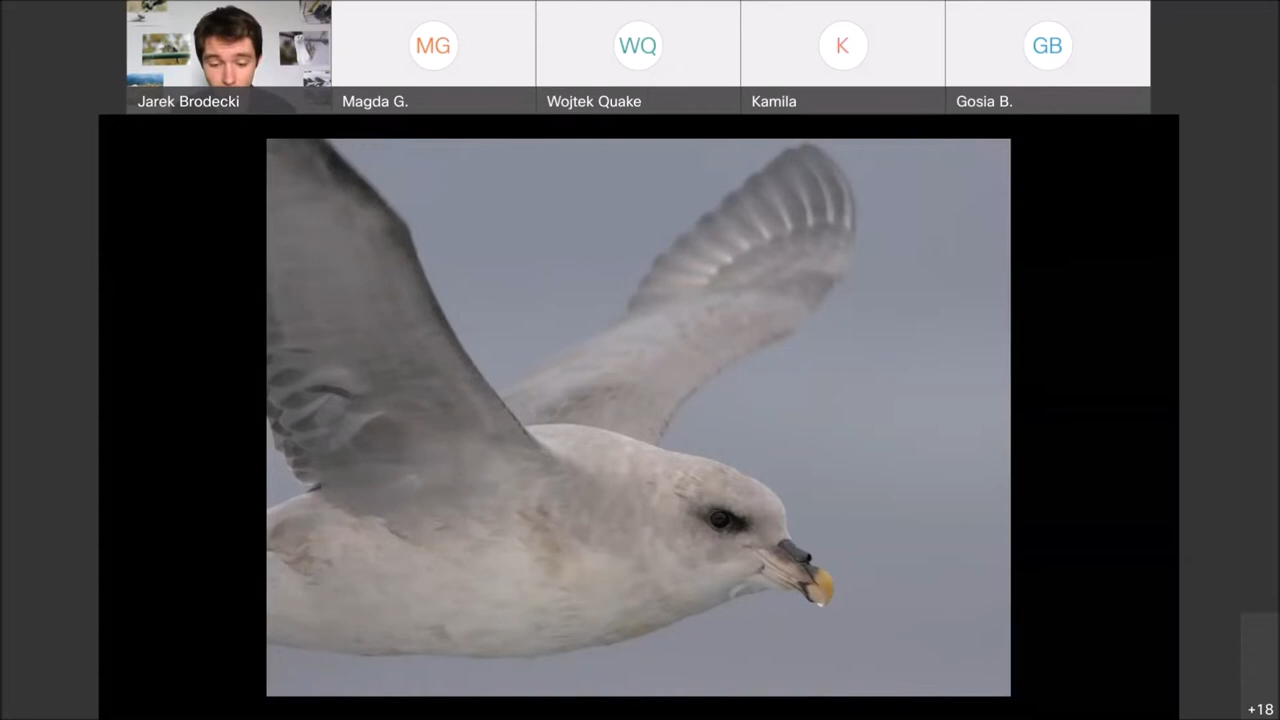 MG
WQ
K
GB
Jarek Brodecki
Magda G.
Wojtek Quake
Kamila
Gosia B.
+18